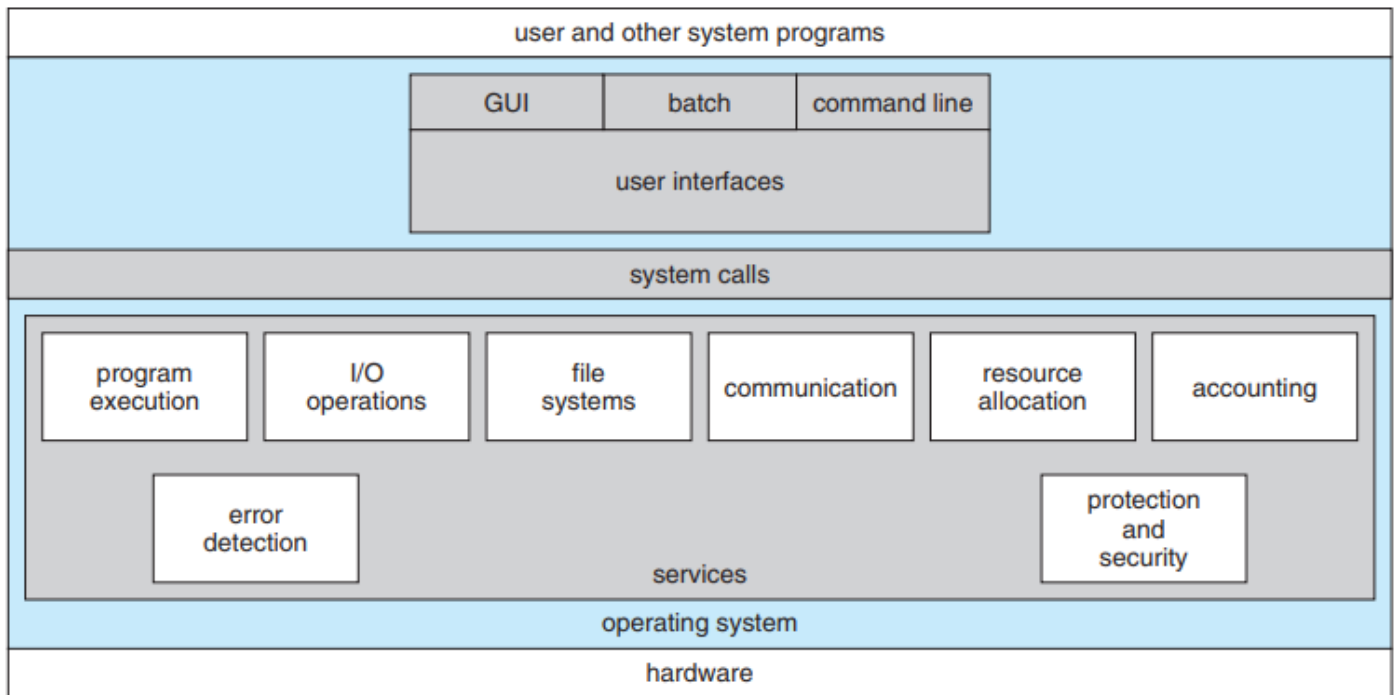 user and other system programs
GUI
batch
command line
user interfaces
system calls
program
execution
I/O
operations
file
systems
communication
resource
allocation
accounting
error
detection
protection
and
security
services
operating system
hardware